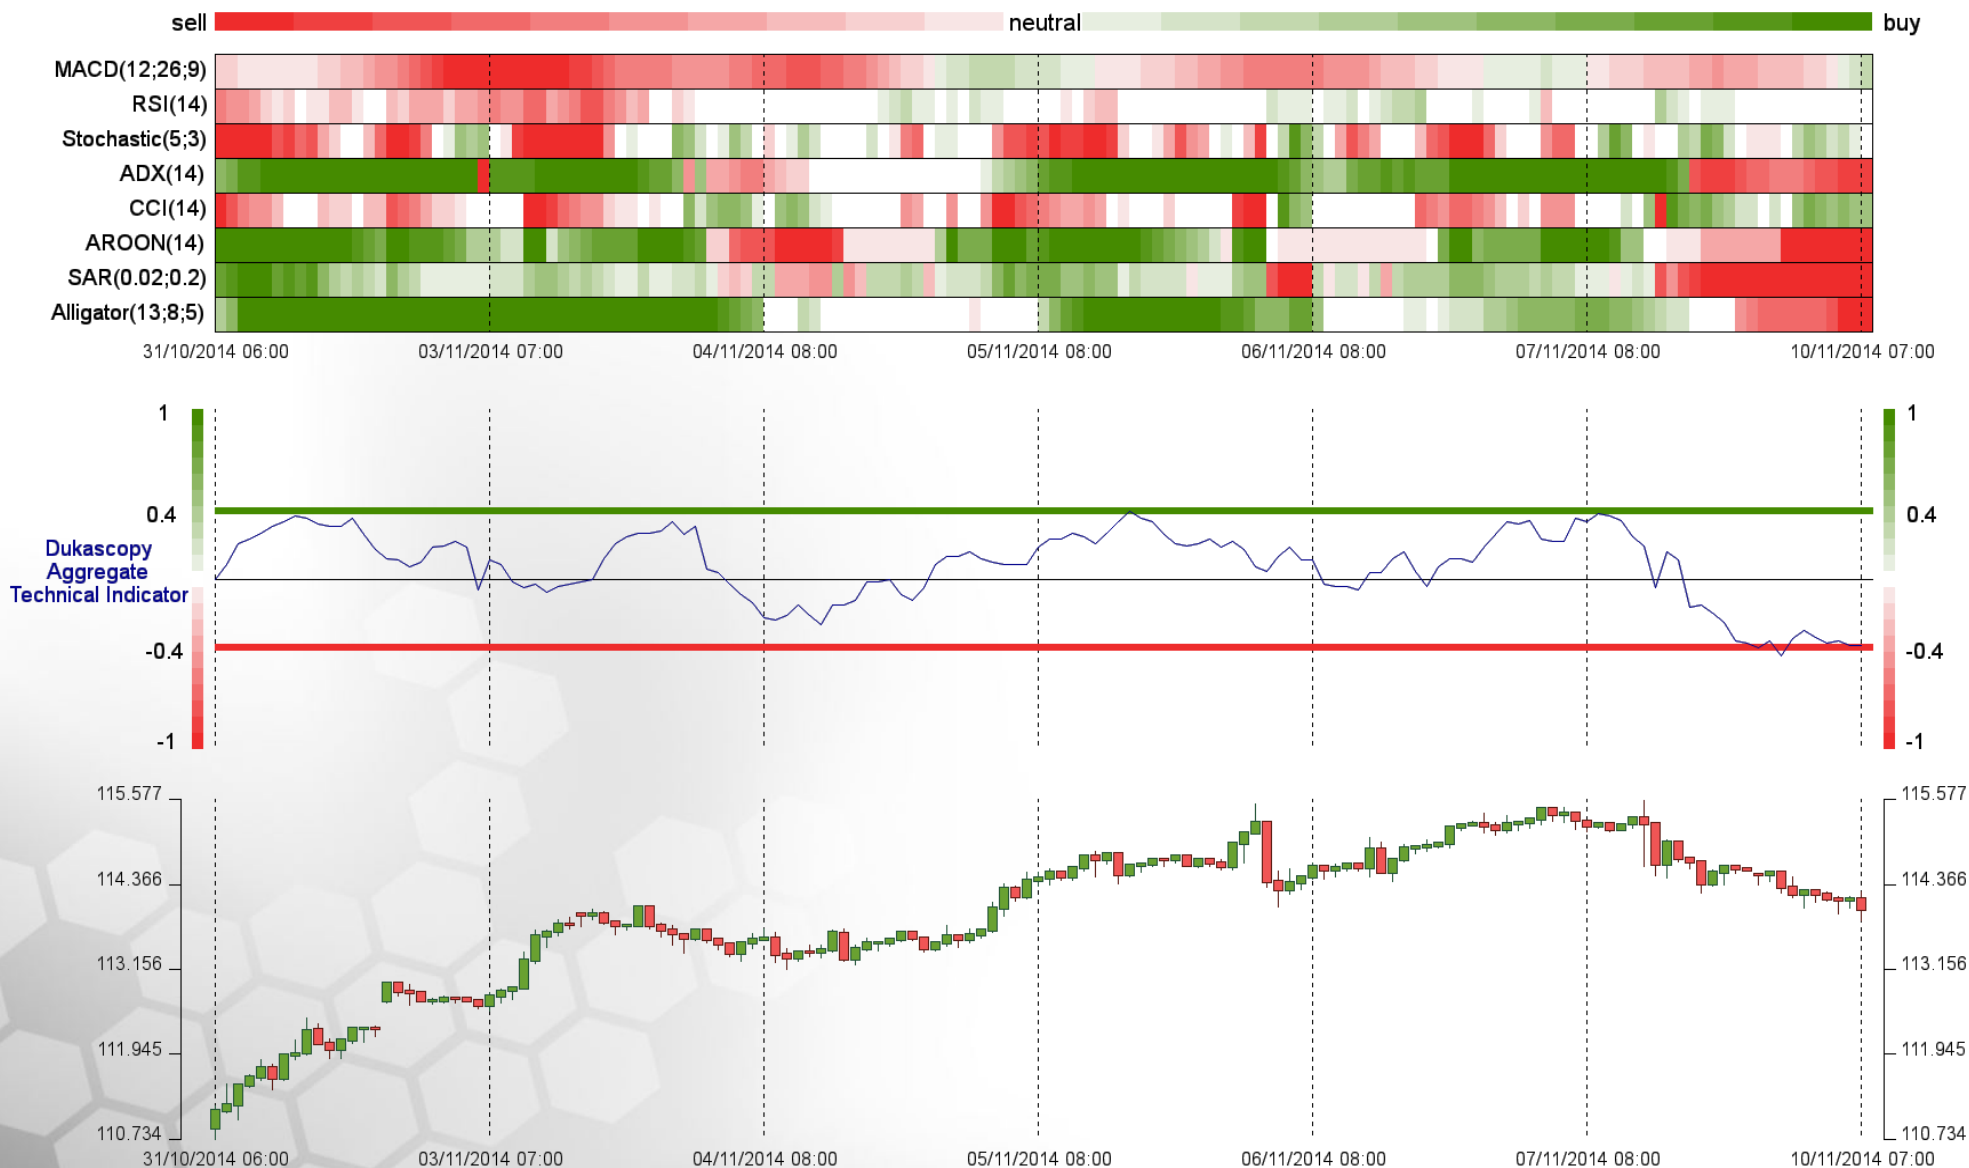 sell neutral buy
MACD(12;26;9)
RSI(14)
Stochastic(5;3)
ADX(14)
CCI(14)
AROON(14)
SAR(0.02;0.2)
Alligator(13;8;5)
31/10/2014 06:00 03/11/2014 07:00 04/11/2014 08:00 05/11/2014 08:00 06/11/2014 08:00 07/11/2014 08:00 10/11/2014 07:00
1 1
0.4 0.4
Dukascopy
Aggregate
Technical Indicator
-0.4 -0.4
-1 -1
115.577 115.577
114.366 114.366
113.156 113.156
111.945 111.945
110.734 110.734
31/10/2014 06:00 03/11/2014 07:00 04/11/2014 08:00 05/11/2014 08:00 06/11/2014 08:00 07/11/2014 08:00 10/11/2014 07:00